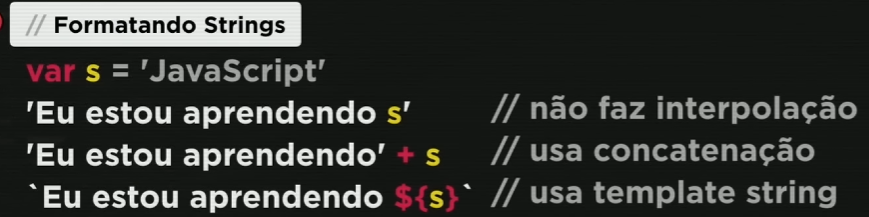 // Formatando Strings
var s = 'JavaScript'
'Eu estou aprendendo s' // não faz interpolação
'Eu estou aprendendo' + s // usa concatenação
`Eu estou aprendendo ${s}` // usa template string